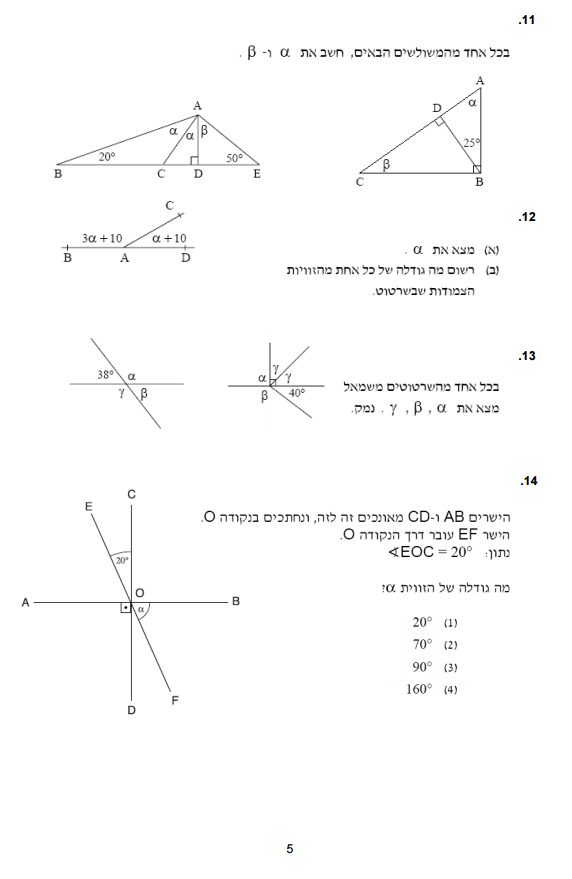 .11
בכל אחד מהמשולשים הבאים, חשב את α ו- β .
A
α α β
20° 50°
B C D E
A
D α
25°
β
C B
.12
C
3α + 10 α + 10
B A D
(א) מצא את α .
(ב) רשום מה גודלה של כל אחת מהזוויות
הצמודות שבשרטוט.
.13
38° α
γ β
γ
α γ
β 40°
בכל אחד מהשרטוטים משמאל
מצא את α , β , γ . נמק.
.14
C
E
20°
O
A B
α
D F
הישרים AB ו-CD מאונכים זה לזה, ונחתכים בנקודה O.
הישר EF עובר דרך הנקודה O.
נתון: ∢EOC = 20°
מה גודלה של הזווית α?
(1) 20°
(2) 70°
(3) 90°
(4) 160°
5